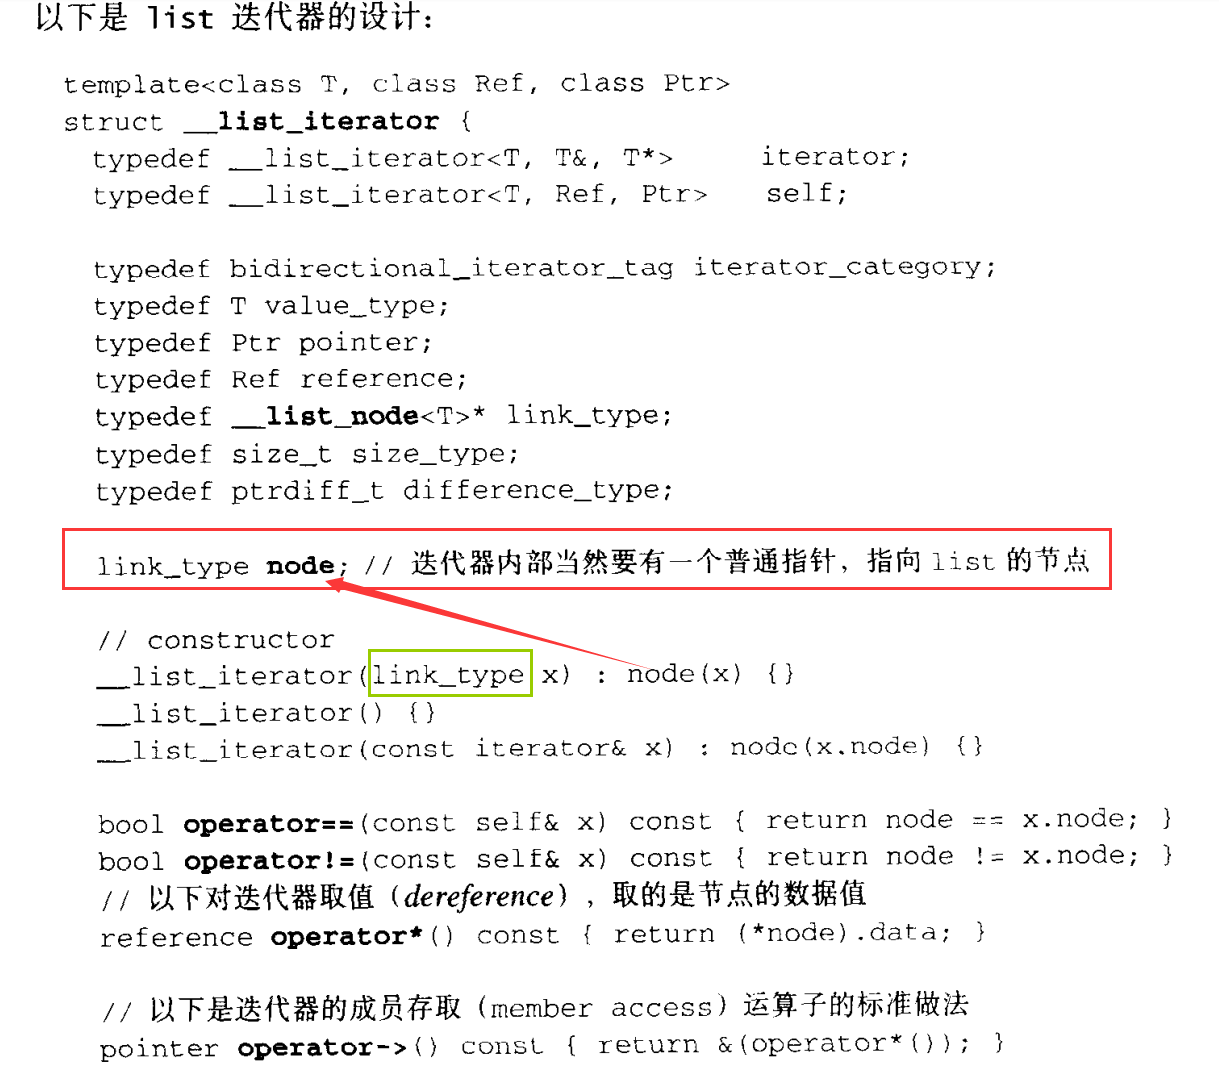 以下是 list 迭代器的设计：
template<class T, class Ref, class Ptr>
struct __list_iterator {
typedef __list_iterator<T, T&, T*> iterator;
typedef __list_iterator<T, Ref, Ptr> self;
typedef bidirectional_iterator_tag iterator_category;
typedef T value_type;
typedef Ptr pointer;
typedef Ref reference;
typedef __list_node<T>* link_type;
typedef size_t size_type;
typedef ptrdiff_t difference_type;
link_type node; // 迭代器内部当然要有一个普通指针，指向 list 的节点
// constructor
__list_iterator(link_type x) : node(x) {}
__list_iterator() {}
__list_iterator(const iterator& x) : node(x.node) {}
bool operator==(const self& x) const { return node == x.node; }
bool operator!=(const self& x) const { return node != x.node; }
// 以下对迭代器取值（dereference），取的是节点的数据值
reference operator*() const { return (*node).data; }
// 以下是迭代器的成员存取（member access）运算子的标准做法
pointer operator->() const { return &(operator*()); }